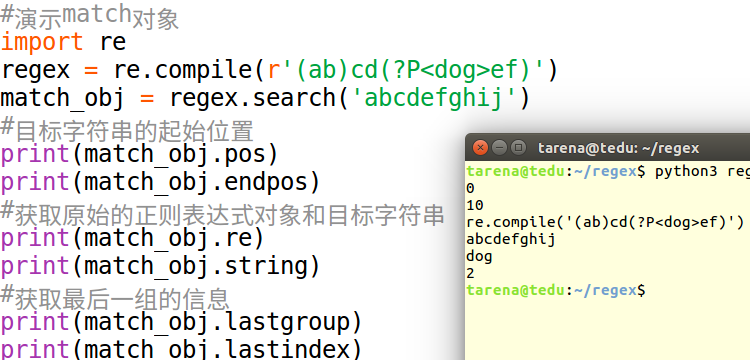 #演示match对象
import re
regex = re.compile(r'(ab)cd(?P<dog>ef)')
match_obj = regex.search('abcdefghij')
#目标字符串的起始位置
print(match_obj.pos)
print(match_obj.endpos)
#获取原始的正则表达式对象和目标字符串
print(match_obj.re)
print(match_obj.string)
#获取最后一组的信息
print(match_obj.lastgroup)
print(match_obj.lastindex)
tarena@tedu: ~/regex
tarena@tedu:~/regex$ python3 reg
0
10
re.compile('(ab)cd(?P<dog>ef)')
abcdefghij
dog
2
tarena@tedu:~/regex$